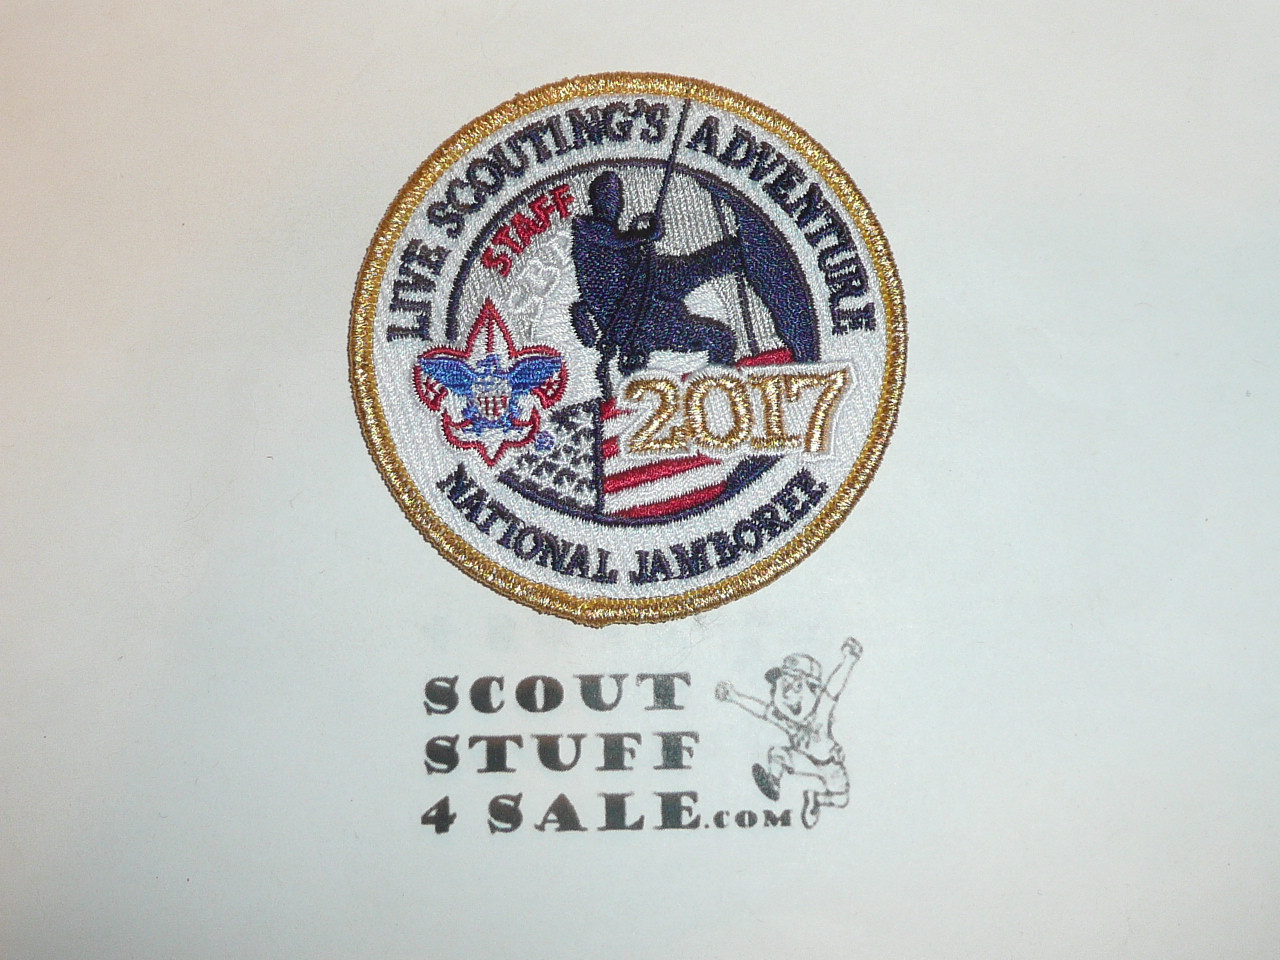 LIVE SCOUTING'S ADVENTURE
STAFF
2017
NATIONAL JAMBOREE
SCOUT
STUFF
4 SALE.COM